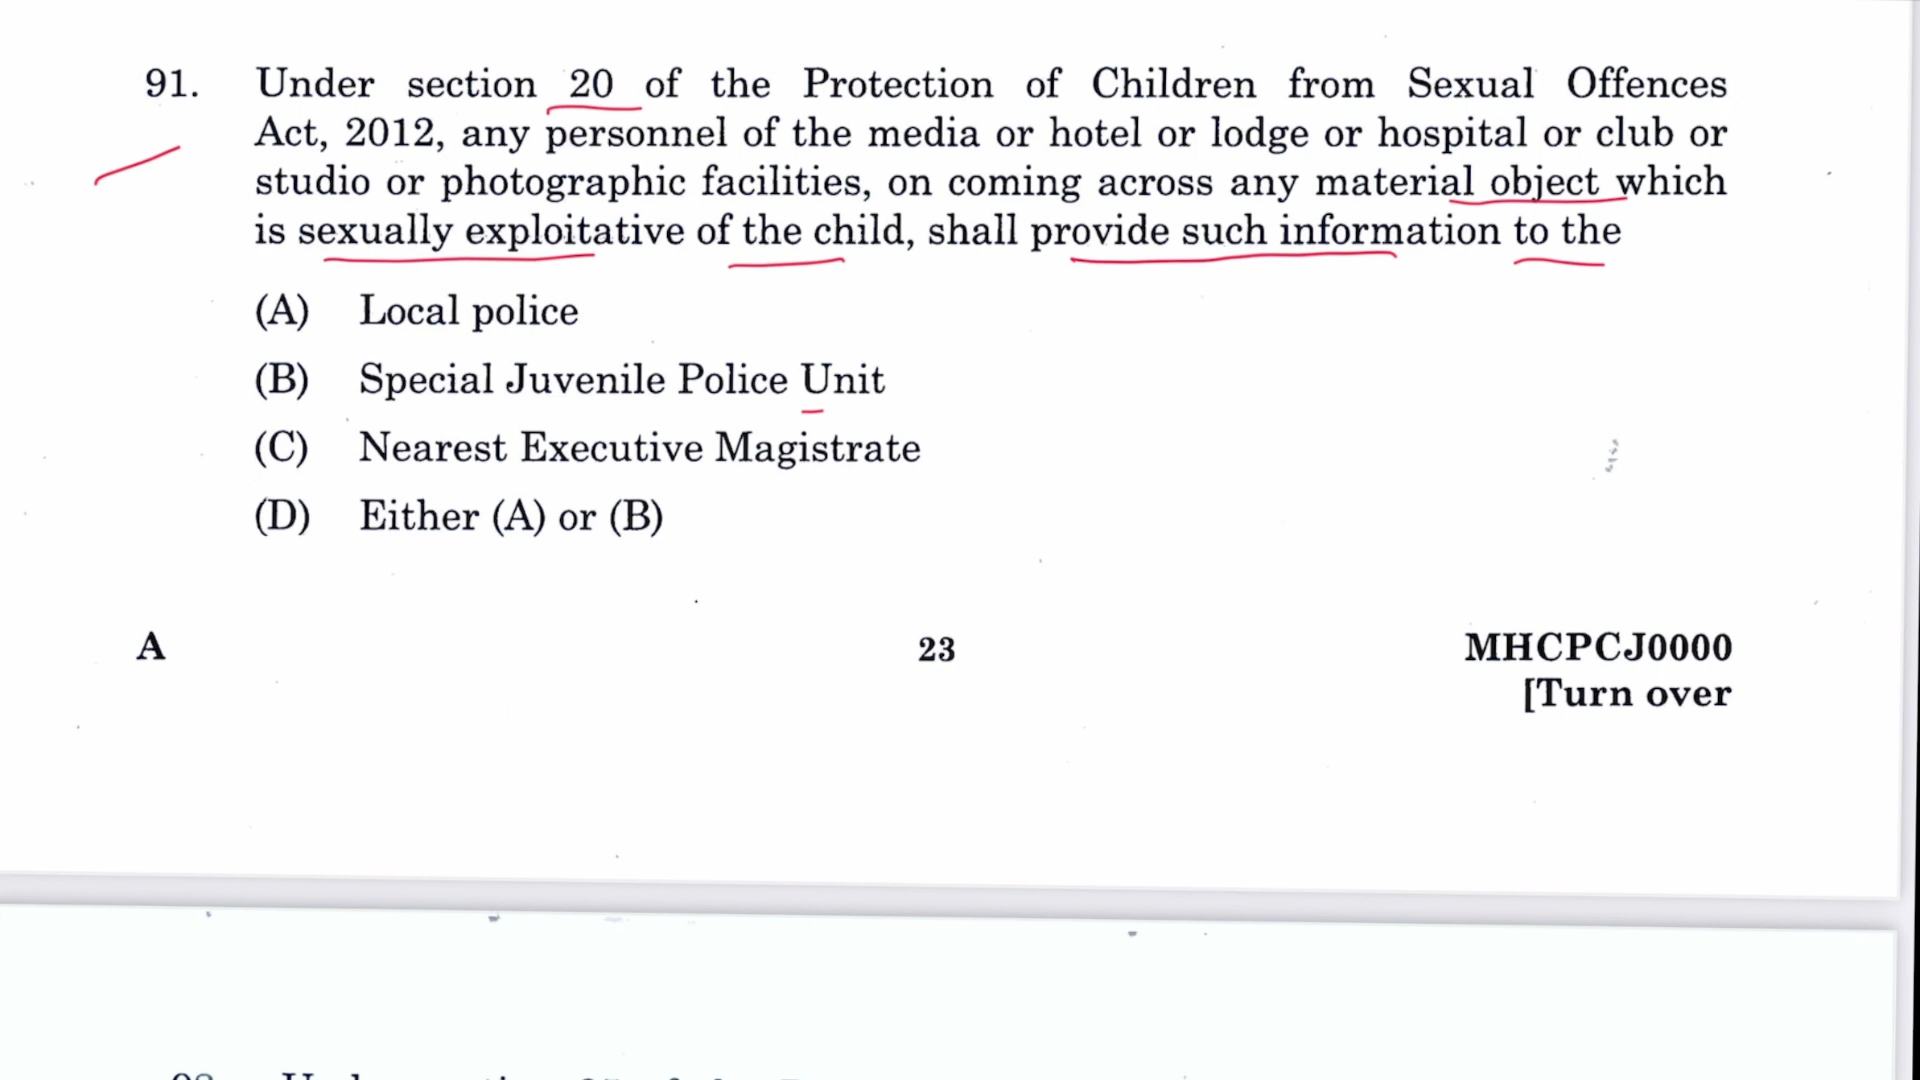 91. Under section 20 of the Protection of Children from Sexual Offences
Act, 2012, any personnel of the media or hotel or lodge or hospital or club or
studio or photographic facilities, on coming across any material object which
is sexually exploitative of the child, shall provide such information to the
(A) Local police
(B) Special Juvenile Police Unit
(C) Nearest Executive Magistrate
(D) Either (A) or (B)
A 23 MHCPCJ0000
[Turn over